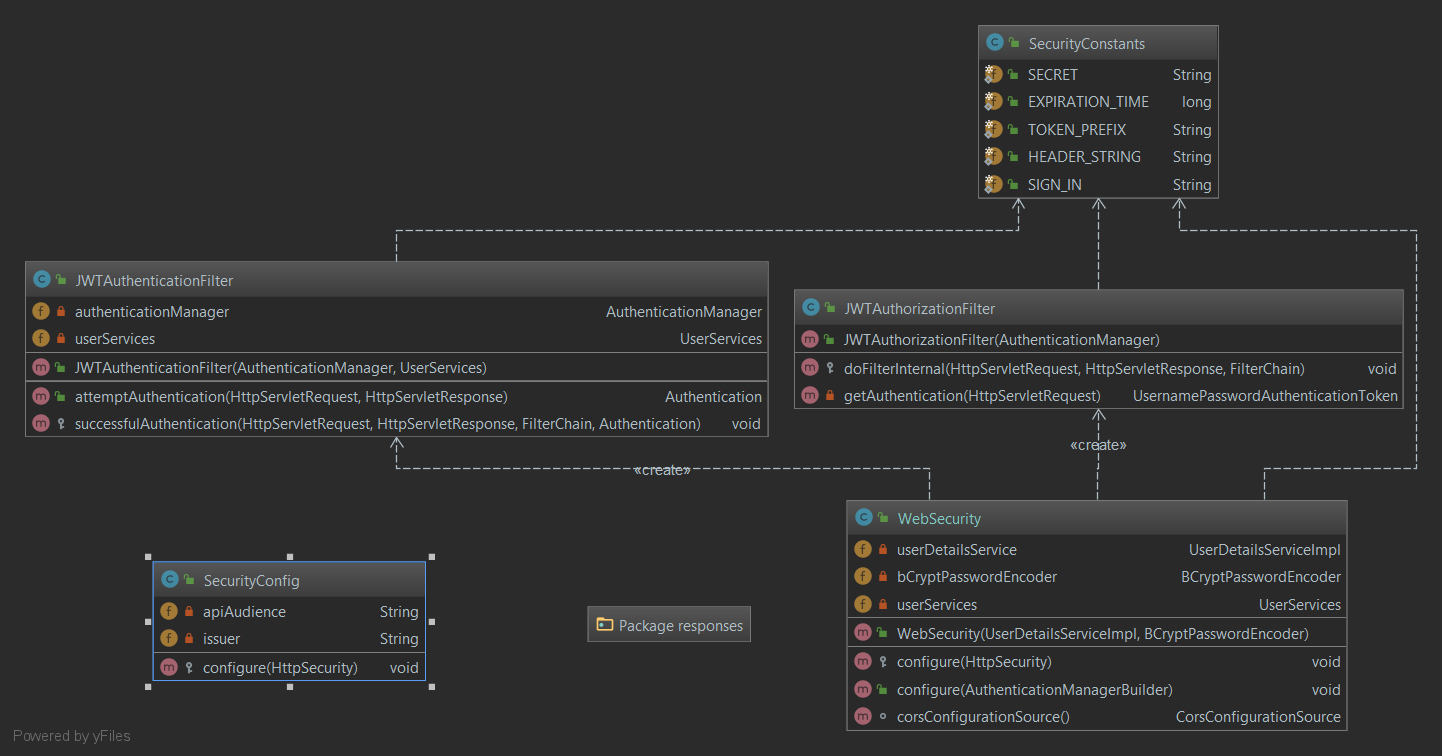 SecurityConstants
SECRET String
EXPIRATION_TIME long
TOKEN_PREFIX String
HEADER_STRING String
SIGN_IN String
JWTAuthenticationFilter
authenticationManager AuthenticationManager
userServices UserServices
JWTAuthenticationFilter(AuthenticationManager, UserServices)
attemptAuthentication(HttpServletRequest, HttpServletResponse) Authentication
successfulAuthentication(HttpServletRequest, HttpServletResponse, FilterChain, Authentication) void
JWTAuthorizationFilter
JWTAuthorizationFilter(AuthenticationManager)
doFilterInternal(HttpServletRequest, HttpServletResponse, FilterChain) void
getAuthentication(HttpServletRequest) UsernamePasswordAuthenticationToken
«create»
«create»
WebSecurity
userDetailsService UserDetailsServiceImpl
bCryptPasswordEncoder BCryptPasswordEncoder
userServices UserServices
WebSecurity(UserDetailsServiceImpl, BCryptPasswordEncoder)
configure(HttpSecurity) void
configure(AuthenticationManagerBuilder) void
corsConfigurationSource() CorsConfigurationSource
SecurityConfig
apiAudience String
issuer String
configure(HttpSecurity) void
Package responses
Powered by yFiles